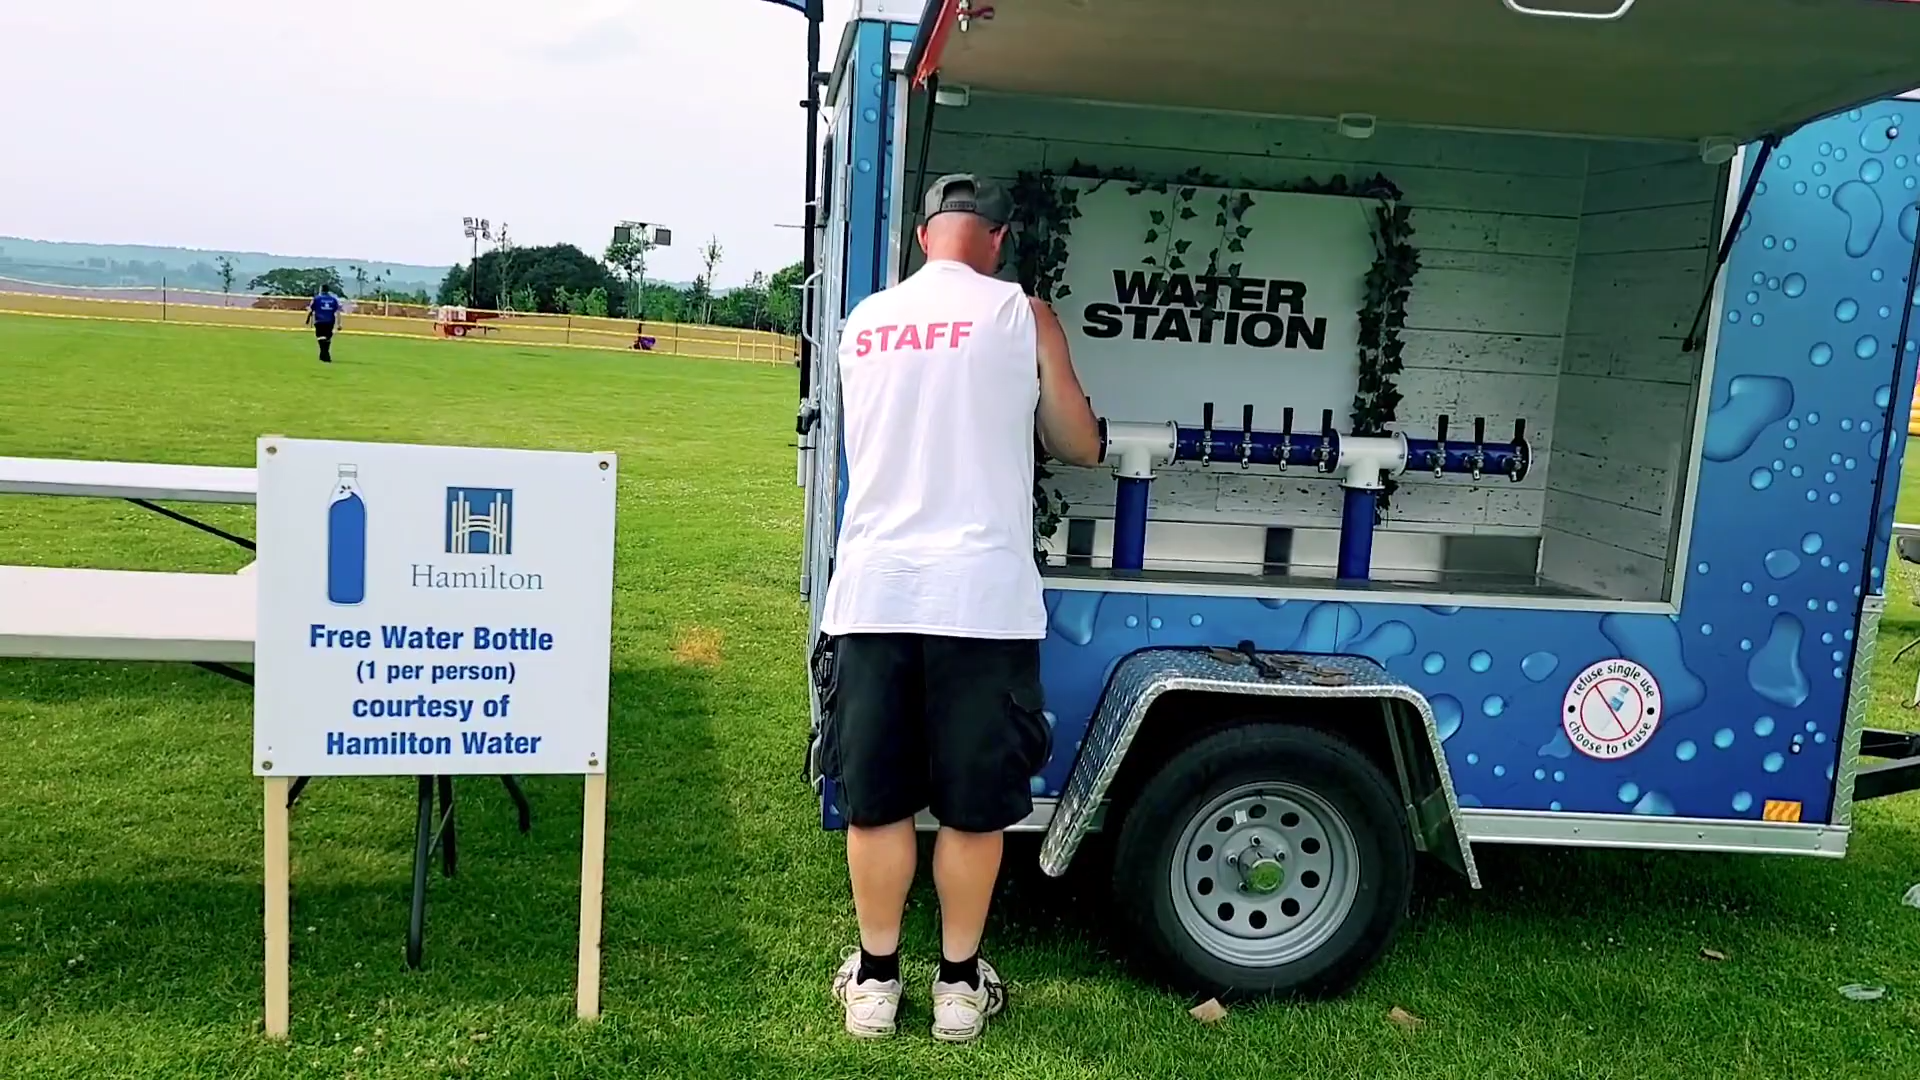 STAFF
WATER
STATION
Hamilton
Free Water Bottle
(1 per person)
courtesy of
Hamilton Water
refuse single use
choose to reuse